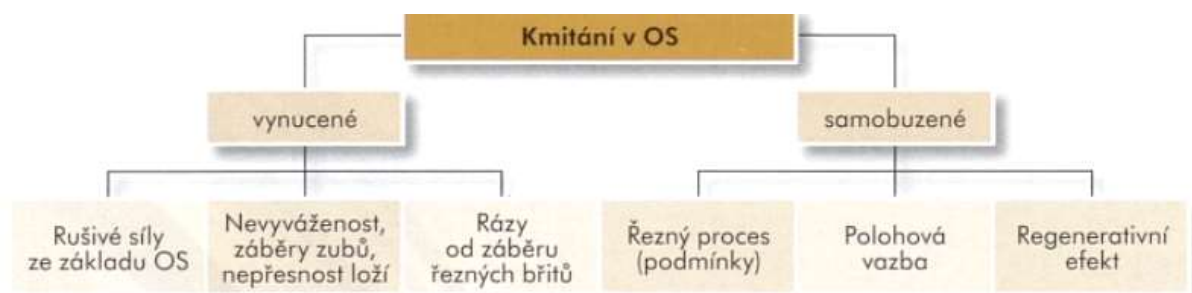 Kmitání v OS
vynucené
samobuzené
Rušivé síly
ze základu OS
Nevyváženost,
záběry zubů,
nepřesnost loží
Rázy
od záběru
řezných břitů
Řezný proces
(podmínky)
Polohová
vazba
Regenerativní
efekt